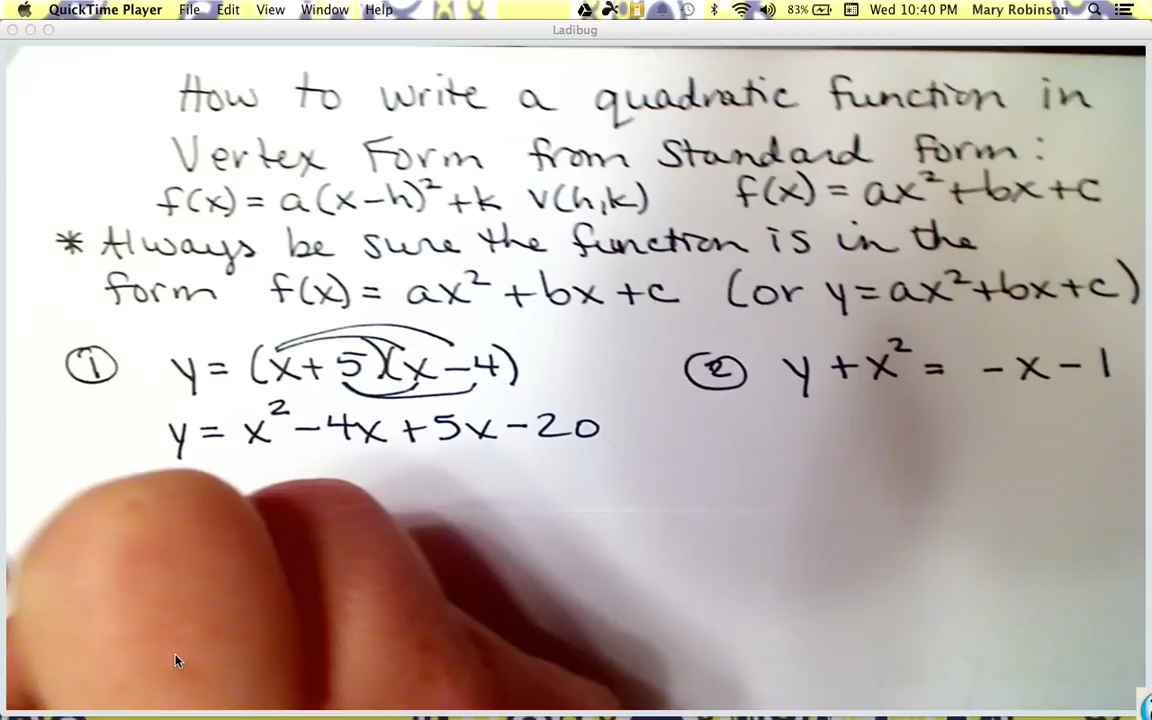 QuickTime Player File Edit View Window Help 83% Wed 10:40 PM Mary Robinson
Ladibug
How to write a quadratic function in
Vertex Form from Standard form:
f(x) = a(x-h)²+k V(h,k) f(x) = ax²+bx+c
* Always be sure the function is in the
form f(x) = ax²+bx+c (or y=ax²+bx+c)
① y = (x+5)(x-4) ② y+x² = -x-1
y = x²-4x+5x-20